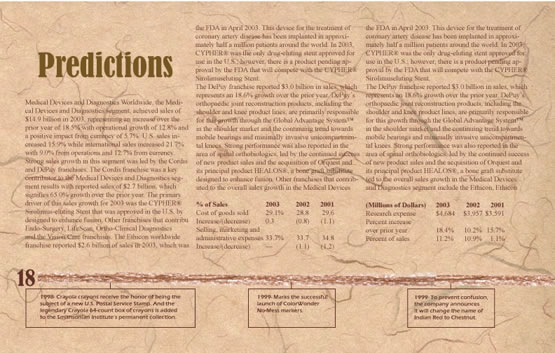 Predictions
Medical Devices and Diagnostics Worldwide, the Medi-
cal Devices and Diagnostic segment, achieved sales of
$14.9 billion in 2003, representing an increase over the
prior year of 18.5% with operational growth of 12.8% and
a positive impact from currency of 5.7%. U.S. sales in-
creased 15.9% while international sales increased 21.7%
with 9.0% from operations and 12.7% from currency.
Strong sales growth in this segment was led by the Cordis
and DePuy franchises. The Cordis franchise was a key
contributor to the Medical Devices and Diagnostics seg-
ment results with reported sales of $2.7 billion, which
signifies 65.0% growth over the prior year. The primary
driver of this sales growth for 2003 was the CYPHER®
Sirolimus-eluting Stent that was approved in the U.S. by
designed to enhance fusion. Other franchises that contribu
Endo-Surgery, LifeScan, Ortho-Clinical Diagnostics
and the Vision Care franchise. The Ethicon worldwide
franchise reported $2.6 billion of sales in 2003, which was
the FDA in April 2003. This device for the treatment of
coronary artery disease has been implanted in approxi-
mately half a million patients around the world. In 2003,
CYPHER® was the only drug-eluting stent approved for
use in the U.S.; however, there is a product pending ap-
proval by the FDA that will compete with the CYPHER®
Sirolimuseluting Stent.
The DePuy franchise reported $3.0 billion in sales, which
represents an 18.6% growth over the prior year. DePuy's
orthopaedic joint reconstruction products, including the
shoulder and knee product lines, are primarily responsible
for this growth through the Global Advantage System™
in the shoulder market and the continuing trend towards
mobile bearings and minimally invasive unicompartmen-
tal knees. Strong performance was also reported in the
area of spinal orthobiologics, led by the continued success
of new product sales and the acquisition of Orquest and
its principal product HEALOS®, a bone graft substitute
designed to enhance fusion. Other franchises that contrib-
uted to the overall sales growth in the Medical Devices
% of Sales 2003 2002 2001
Cost of goods sold 29.1% 28.8 29.6
Increase/(decrease) 0.3 (0.8) (1.1)
Selling, marketing and
administrative expenses 33.7% 33.7 34.8
Increase/(decrease) (1.1) (1.2)
the FDA in April 2003. This device for the treatment of
coronary artery disease has been implanted in approxi-
mately half a million patients around the world. In 2003,
CYPHER® was the only drug-eluting stent approved for
use in the U.S.; however, there is a product pending ap-
proval by the FDA that will compete with the CYPHER®
Sirolimuseluting Stent.
The DePuy franchise reported $3.0 billion in sales, which
represents an 18.6% growth over the prior year. DePuy's
orthopaedic joint reconstruction products, including the
shoulder and knee product lines, are primarily responsible
for this growth through the Global Advantage System™
in the shoulder market and the continuing trend towards
mobile bearings and minimally invasive unicompartmen-
tal knees. Strong performance was also reported in the
area of spinal orthobiologics, led by the continued success
of new product sales and the acquisition of Orquest and
its principal product HEALOS®, a bone graft substitute
ted to the overall sales growth in the Medical Devices
and Diagnostics segment include the Ethicon, Ethicon
(Millions of Dollars) 2003 2002 2001
Research expense $4,684 $3,957 $3,591
Percent increase
over prior year 18.4% 10.2% 15.7%
Percent of sales 11.2% 10.9% 1.1%
18
1998- Crayola crayons receive the honor of being the
subject of a new U.S. Postal Service Stamp. And the
legendary Crayola 64-count box of crayons is added
to the Smithsonian Institute's permanent collection.
1999- Marks the successful
launch of ColorWonder
No-Mess markers.
1999- To prevent confusion,
the company announces
it will change the name of
Indian Red to Chestnut.